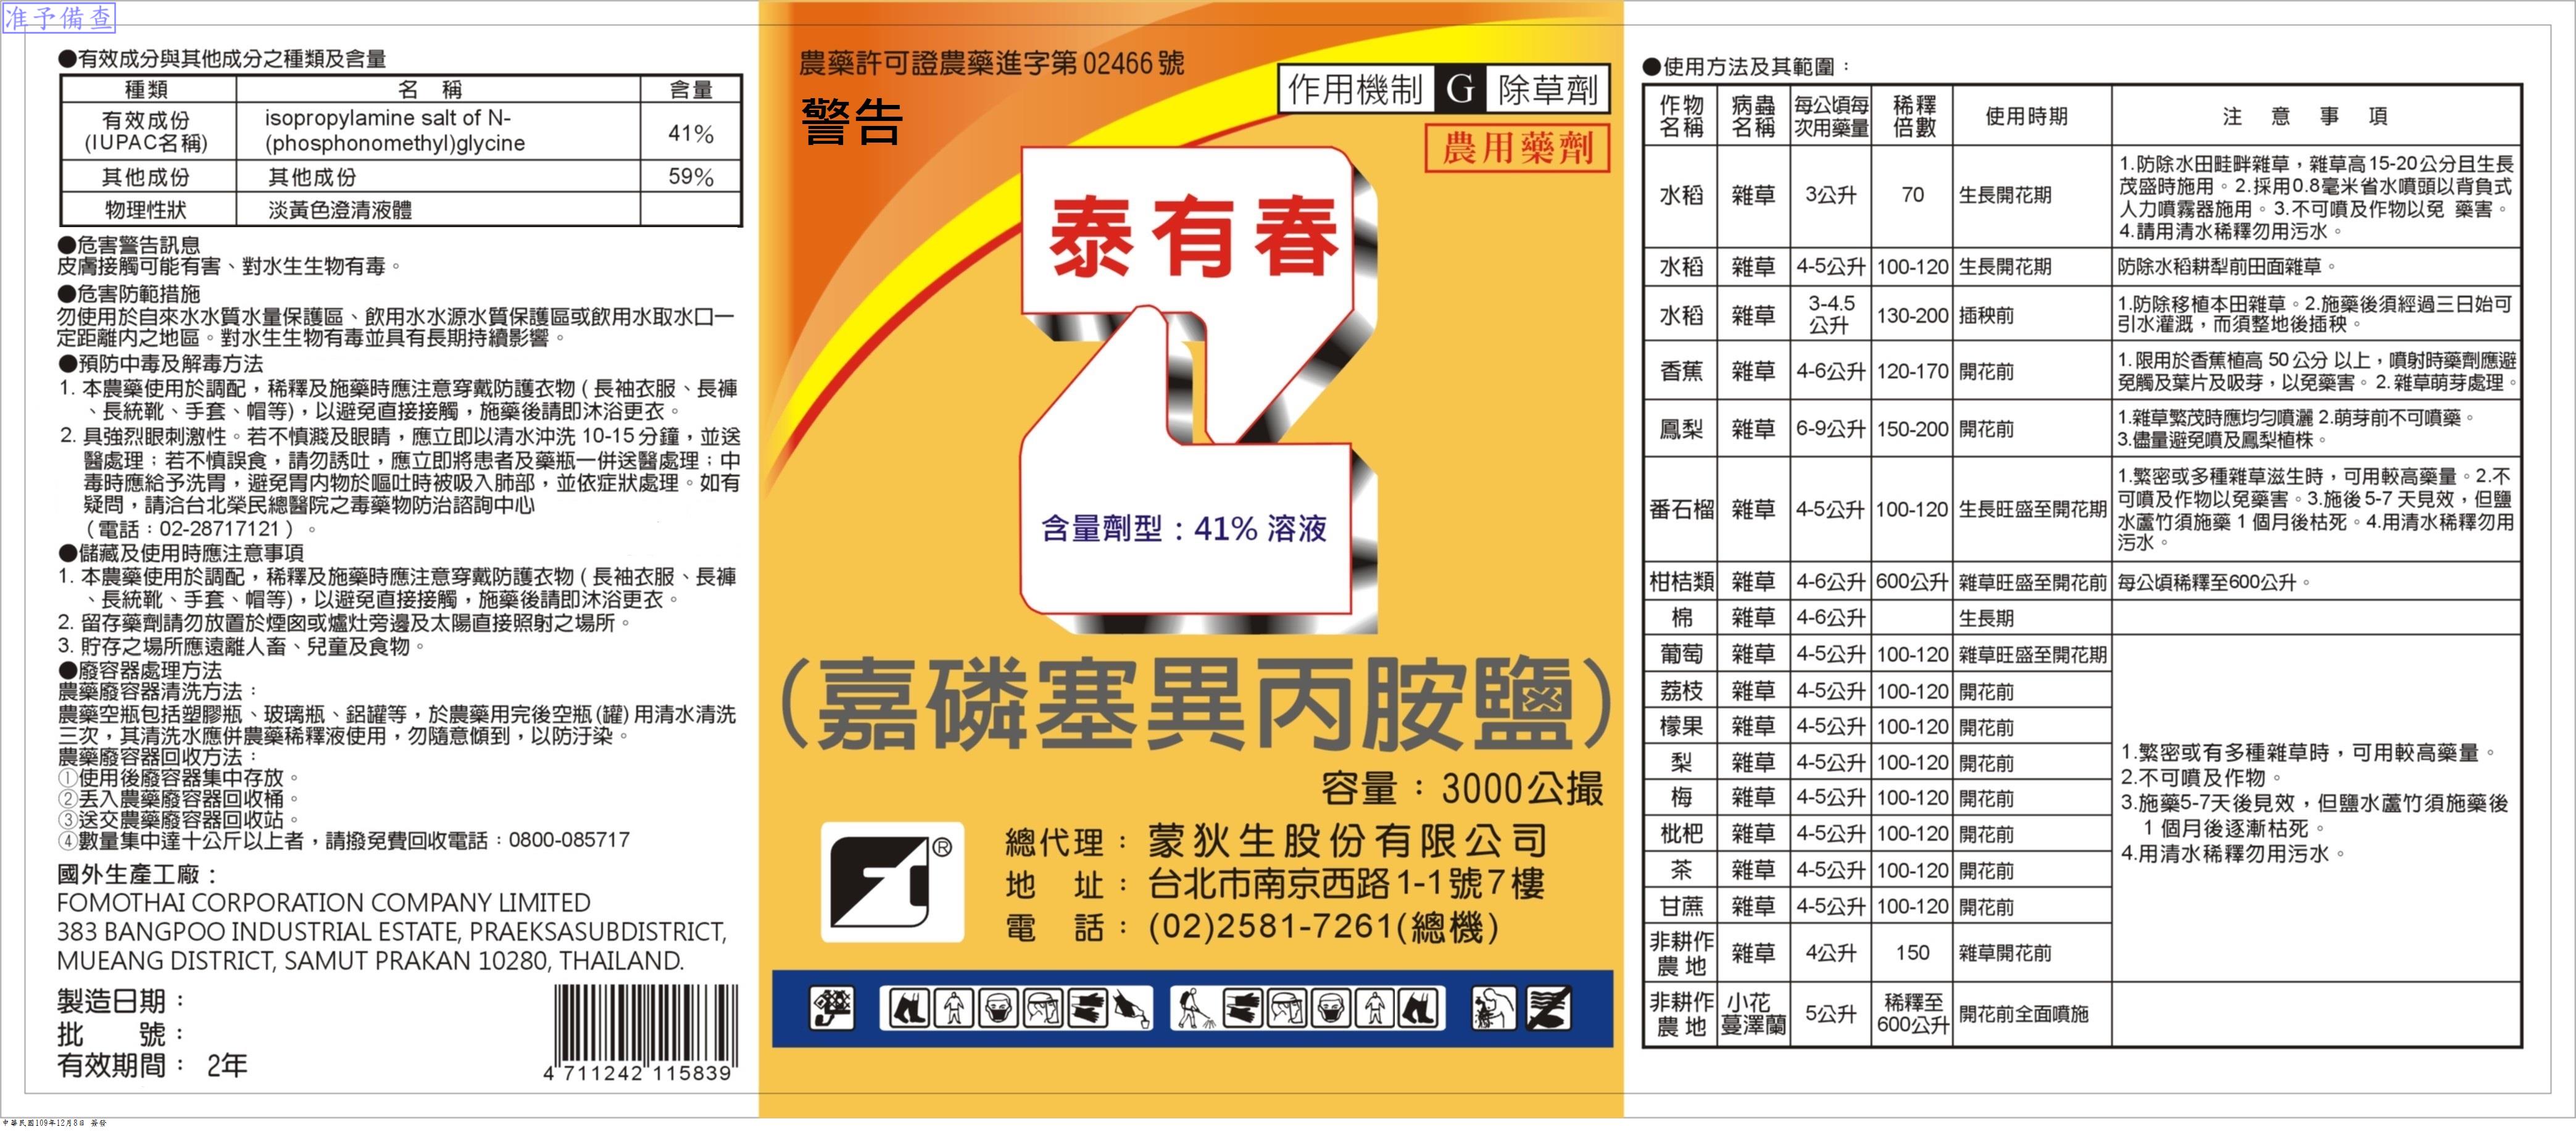 准予備查
●有效成分與其他成分之種類及含量
種類 名 稱 含量
有效成份
(IUPAC名稱)
isopropylamine salt of N-
(phosphonomethyl)glycine
41%
其他成份 其他成份 59%
物理性狀 淡黃色澄清液體
●危害警告訊息
皮膚接觸可能有害、對水生生物有毒。
●危害防範措施
勿使用於自來水水質水量保護區、飲用水水源水質保護區或飲用水取水口一
定距離內之地區。對水生生物有毒並具有長期持續影響。
●預防中毒及解毒方法
1. 本農藥使用於調配，稀釋及施藥時應注意穿戴防護衣物 ( 長袖衣服、長褲
、長統靴、手套、帽等)，以避免直接接觸，施藥後請即沐浴更衣。
2. 具強烈眼刺激性。若不慎濺及眼睛，應立即以清水沖洗 10-15 分鐘，並送
醫處理；若不慎誤食，請勿誘吐，應立即將患者及藥瓶一併送醫處理；中
毒時應給予洗胃，避免胃內物於嘔吐時被吸入肺部，並依症狀處理。如有
疑問，請洽台北榮民總醫院之毒藥物防治諮詢中心
（電話：02-28717121）。
●儲藏及使用時應注意事項
1. 本農藥使用於調配，稀釋及施藥時應注意穿戴防護衣物 ( 長袖衣服、長褲
、長統靴、手套、帽等)，以避免直接接觸，施藥後請即沐浴更衣。
2. 留存藥劑請勿放置於煙囪或爐灶旁邊及太陽直接照射之場所。
3. 貯存之場所應遠離人畜、兒童及食物。
●廢容器處理方法
農藥廢容器清洗方法：
農藥空瓶包括塑膠瓶、玻璃瓶、鋁罐等，於農藥用完後空瓶(罐) 用清水清洗
三次，其清洗水應併農藥稀釋液使用，勿隨意傾到，以防汙染。
農藥廢容器回收方法：
①使用後廢容器集中存放。
②丟入農藥廢容器回收桶。
③送交農藥廢容器回收站。
④數量集中達十公斤以上者，請撥免費回收電話：0800-085717
國外生產工廠：
FOMOTHAI CORPORATION COMPANY LIMITED
383 BANGPOO INDUSTRIAL ESTATE, PRAEKSASUBDISTRICT,
MUEANG DISTRICT, SAMUT PRAKAN 10280, THAILAND.
製造日期：
批 號：
有效期間： 2年
4 711242 115839
農藥許可證農藥進字第 02466 號
警告
作用機制 G 除草劑
農用藥劑
泰有春
含量劑型：41% 溶液
(嘉磷塞異丙胺鹽)
容量：3000公撮
®
總代理：蒙狄生股份有限公司
地 址：台北市南京西路1-1號7樓
電 話：(02)2581-7261(總機)
●使用方法及其範圍：
作物名稱 病蟲名稱 每公頃每次用藥量 稀釋倍數 使用時期 注 意 事 項
水稻 雜草 3公升 70 生長開花期
1.防除水田畦畔雜草，雜草高15-20公分且生長
茂盛時施用。2.採用0.8毫米省水噴頭以背負式
人力噴霧器施用。3.不可噴及作物以免 藥害。
4.請用清水稀釋勿用污水。
水稻 雜草 4-5公升 100-120 生長開花期 防除水稻耕犁前田面雜草。
水稻 雜草 3-4.5公升 130-200 插秧前
1.防除移植本田雜草。2.施藥後須經過三日始可
引水灌溉，而須整地後插秧。
香蕉 雜草 4-6公升 120-170 開花前
1.限用於香蕉植高 50公分 以上，噴射時藥劑應避
免觸及葉片及吸芽，以免藥害。2.雜草萌芽處理。
鳳梨 雜草 6-9公升 150-200 開花前
1.雜草繁茂時應均勻噴灑 2.萌芽前不可噴藥。
3.儘量避免噴及鳳梨植株。
番石榴 雜草 4-5公升 100-120 生長旺盛至開花期
1.繁密或多種雜草滋生時，可用較高藥量。2.不
可噴及作物以免藥害。3.施後5-7天見效，但鹽
水蘆竹須施藥 1 個月後枯死。4.用清水稀釋勿用
污水。
柑桔類 雜草 4-6公升 600公升 雜草旺盛至開花前 每公頃稀釋至600公升。
棉 雜草 4-6公升 生長期
葡萄 雜草 4-5公升 100-120 雜草旺盛至開花期
荔枝 雜草 4-5公升 100-120 開花前
檬果 雜草 4-5公升 100-120 開花前
梨 雜草 4-5公升 100-120 開花前
梅 雜草 4-5公升 100-120 開花前
枇杷 雜草 4-5公升 100-120 開花前
茶 雜草 4-5公升 100-120 開花前
甘蔗 雜草 4-5公升 100-120 開花前
非耕作農地 雜草 4公升 150 雜草開花前
1.繁密或有多種雜草時，可用較高藥量。
2.不可噴及作物。
3.施藥5-7天後見效，但鹽水蘆竹須施藥後
1 個月後逐漸枯死。
4.用清水稀釋勿用污水。
非耕作農地 小花蔓澤蘭 5公升 稀釋至600公升 開花前全面噴施
中華民國109年12月8日 簽發